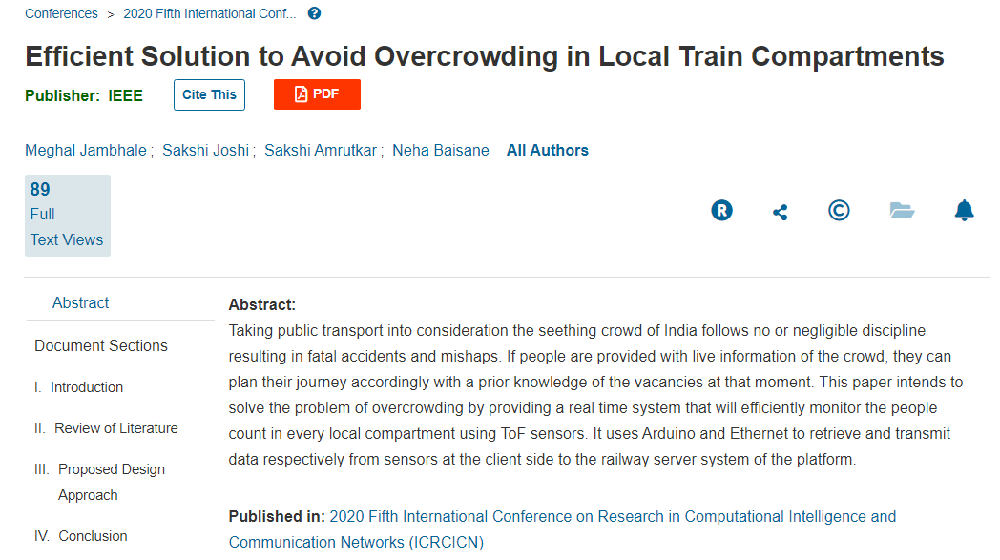 Conferences > 2020 Fifth International Conf...
Efficient Solution to Avoid Overcrowding in Local Train Compartments
Publisher: IEEE Cite This PDF
Meghal Jambhale ; Sakshi Joshi ; Sakshi Amrutkar ; Neha Baisane All Authors
89
Full
Text Views
Abstract
Document Sections
I. Introduction
II. Review of Literature
III. Proposed Design
Approach
IV. Conclusion
Abstract:
Taking public transport into consideration the seething crowd of India follows no or negligible discipline
resulting in fatal accidents and mishaps. If people are provided with live information of the crowd, they can
plan their journey accordingly with a prior knowledge of the vacancies at that moment. This paper intends to
solve the problem of overcrowding by providing a real time system that will efficiently monitor the people
count in every local compartment using ToF sensors. It uses Arduino and Ethernet to retrieve and transmit
data respectively from sensors at the client side to the railway server system of the platform.
Published in: 2020 Fifth International Conference on Research in Computational Intelligence and
Communication Networks (ICRCICN)